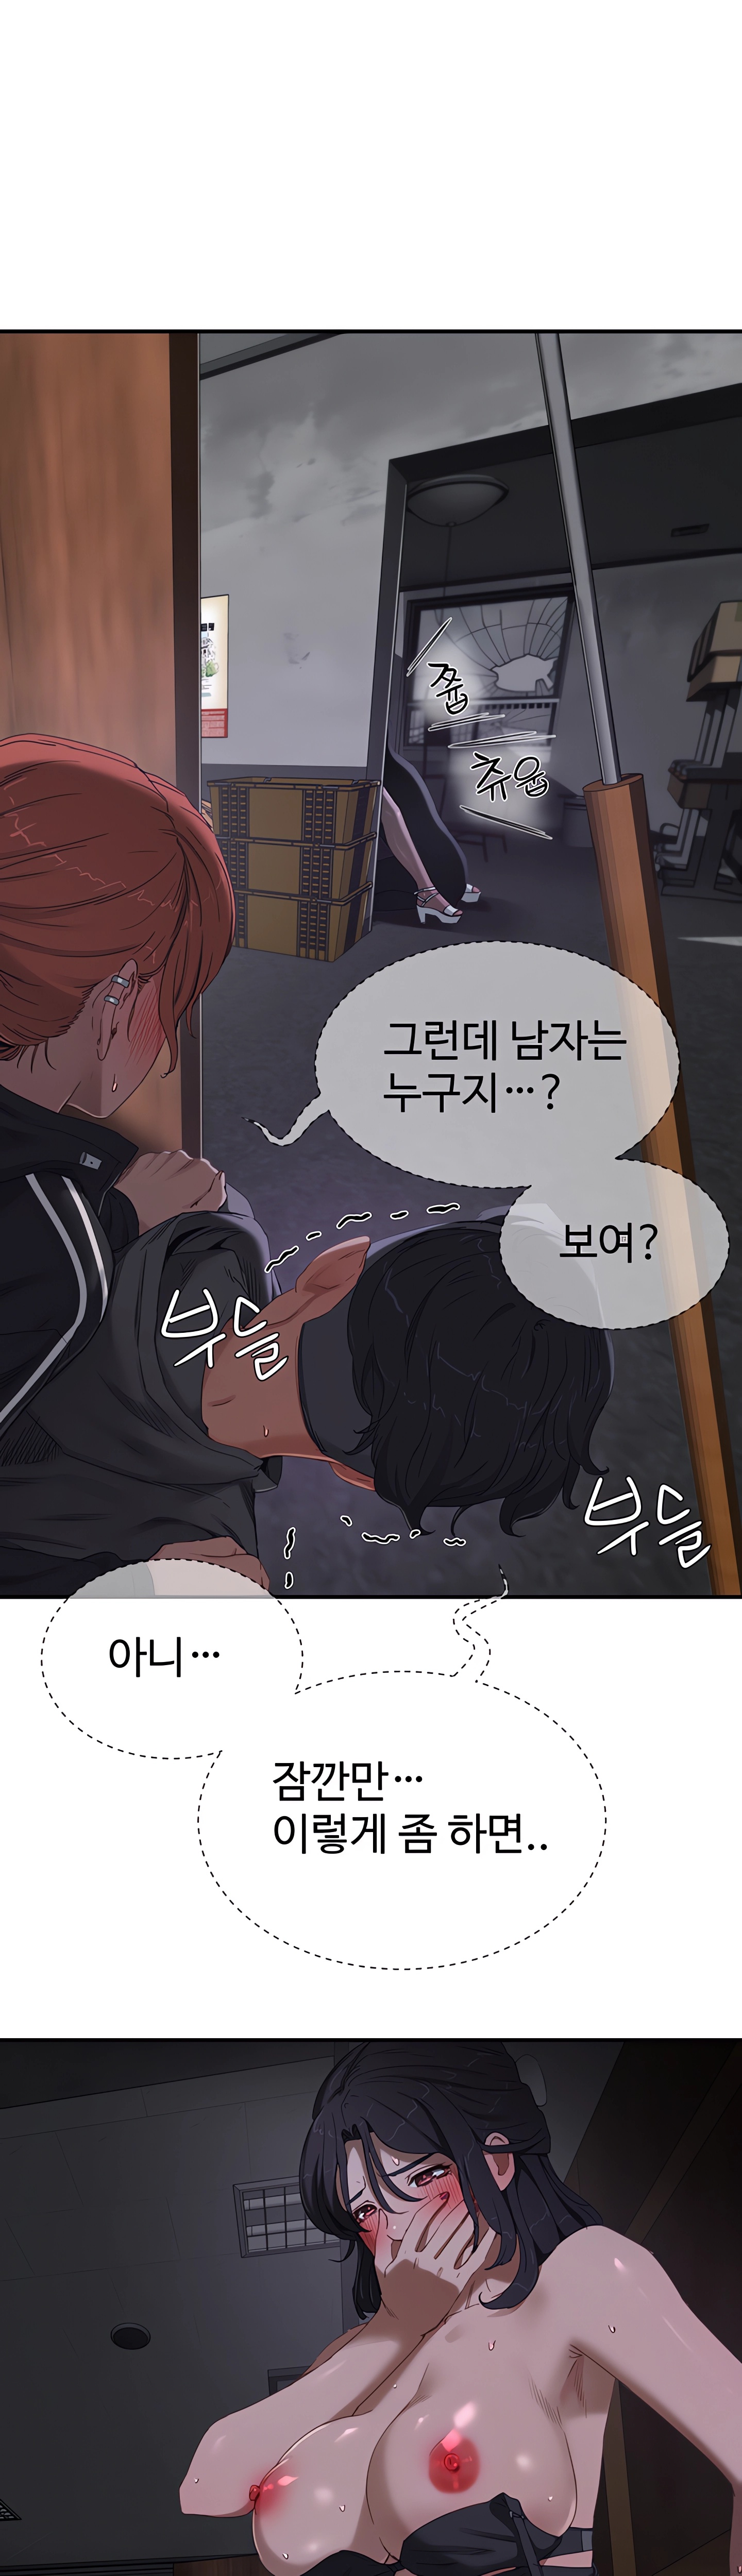 쥽
츄읍
그런데 남자는
누구지…?
보여?
부들
부들
아니…
잠깐만…
이렇게 좀 하면..